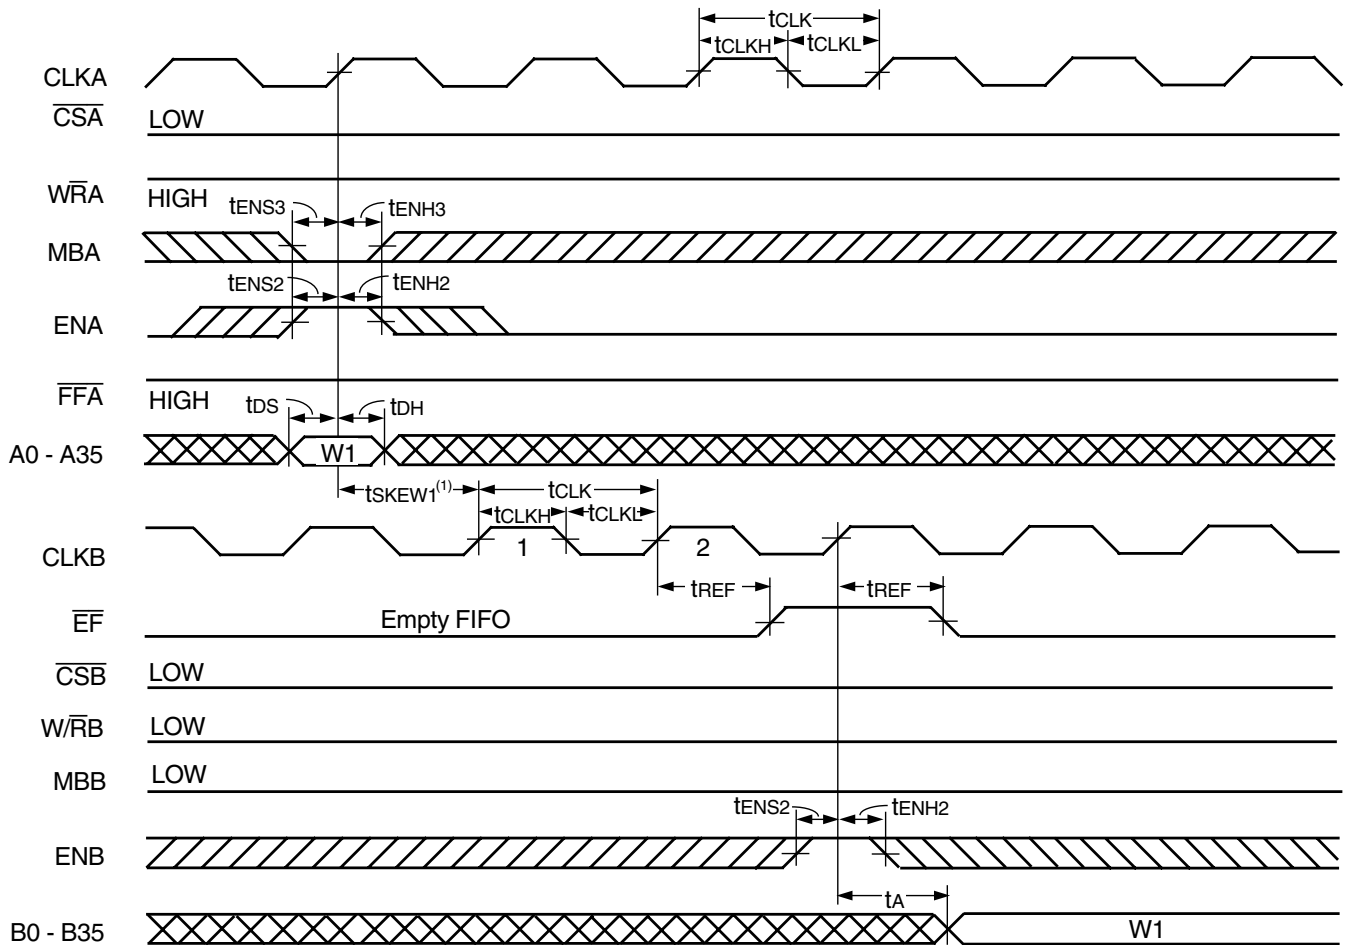 tCLK
tCLKH
tCLKL
CLKA
CSA
LOW
WRA
HIGH
tENS3
tENH3
MBA
tENS2
tENH2
ENA
FFA
HIGH
tDS
tDH
A0 - A35
W1
tSKEW1(1)
tCLK
tCLKH
tCLKL
CLKB
1
2
tREF
tREF
EF
Empty FIFO
CSB
LOW
W/RB
LOW
MBB
LOW
tENS2
tENH2
ENB
tA
B0 - B35
W1